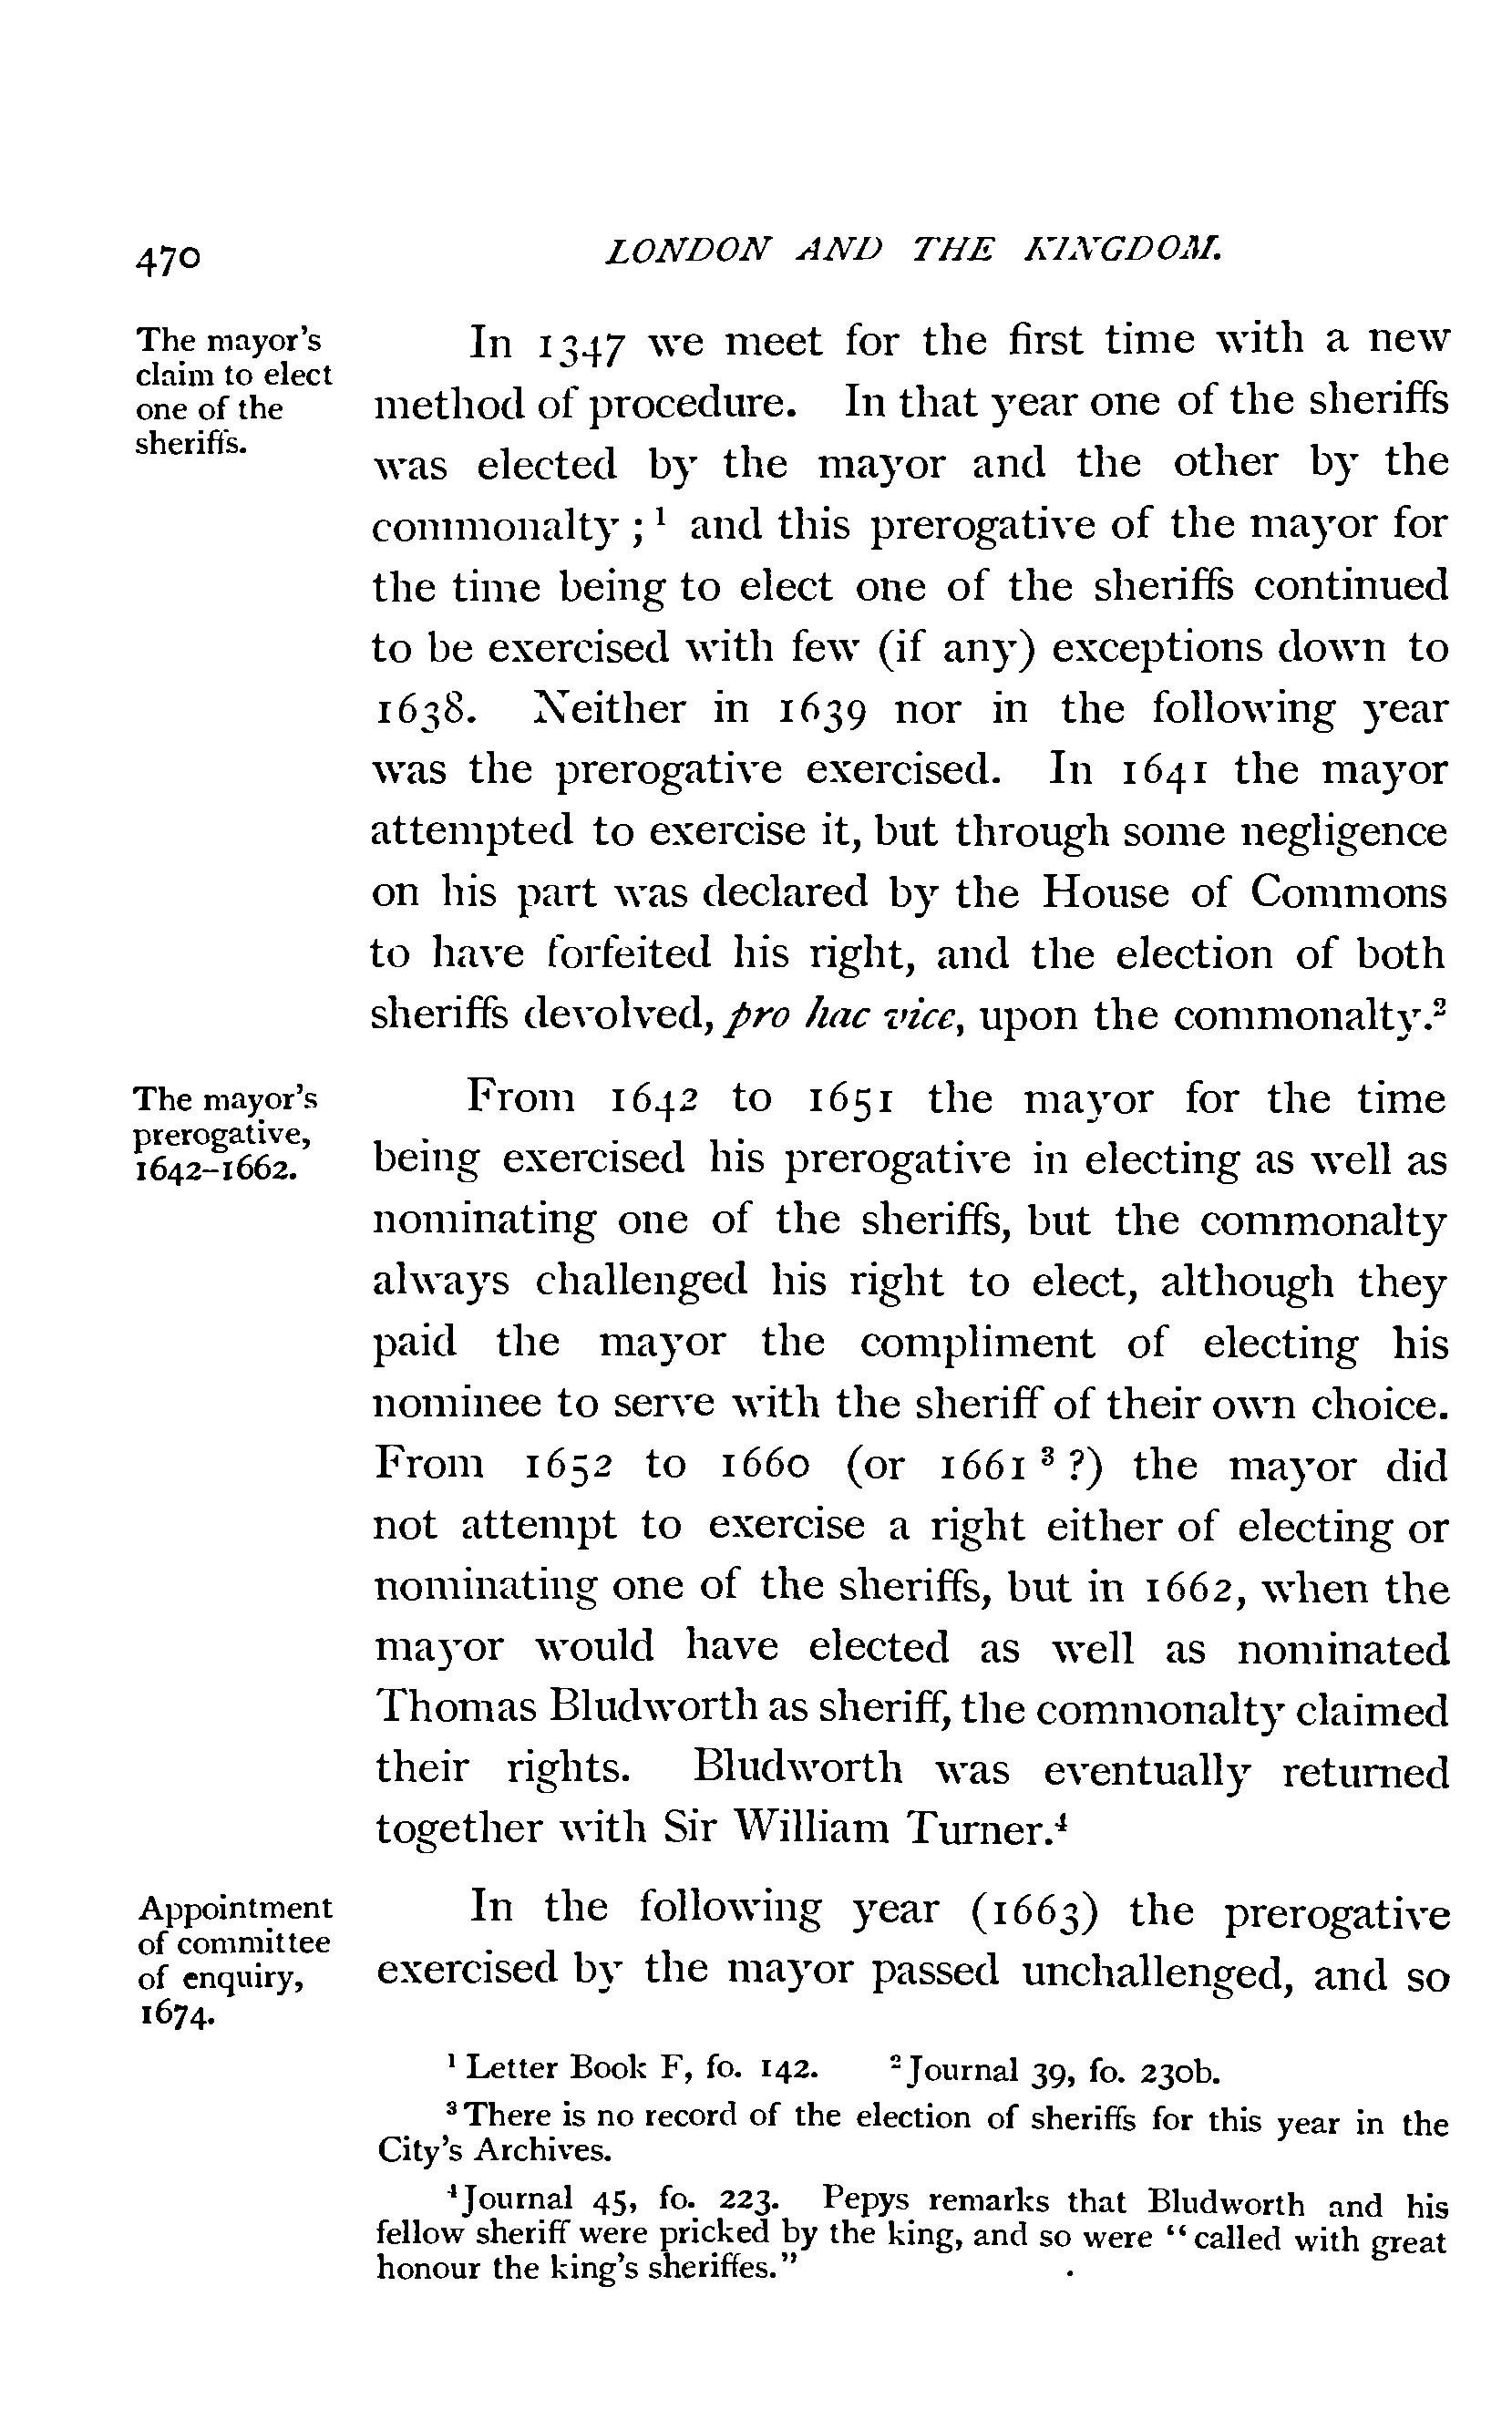 470 LONDON AND THE KINGDOM.
The mayor's
claim to elect
one of the
sheriffs.
In 1347 we meet for the first time with a new
method of procedure. In that year one of the sheriffs
was elected by the mayor and the other by the
commonalty ; ¹ and this prerogative of the mayor for
the time being to elect one of the sheriffs continued
to be exercised with few (if any) exceptions down to
1638. Neither in 1639 nor in the following year
was the prerogative exercised. In 1641 the mayor
attempted to exercise it, but through some negligence
on his part was declared by the House of Commons
to have forfeited his right, and the election of both
sheriffs devolved, pro hac vice, upon the commonalty.²
The mayor's
prerogative,
1642–1662.
From 1642 to 1651 the mayor for the time
being exercised his prerogative in electing as well as
nominating one of the sheriffs, but the commonalty
always challenged his right to elect, although they
paid the mayor the compliment of electing his
nominee to serve with the sheriff of their own choice.
From 1652 to 1660 (or 1661 ³ ?) the mayor did
not attempt to exercise a right either of electing or
nominating one of the sheriffs, but in 1662, when the
mayor would have elected as well as nominated
Thomas Bludworth as sheriff, the commonalty claimed
their rights. Bludworth was eventually returned
together with Sir William Turner.⁴
Appointment
of committee
of enquiry,
1674.
In the following year (1663) the prerogative
exercised by the mayor passed unchallenged, and so
¹ Letter Book F, fo. 142. ² Journal 39, fo. 230b.
³ There is no record of the election of sheriffs for this year in the
City's Archives.
⁴ Journal 45, fo. 223. Pepys remarks that Bludworth and his
fellow sheriff were pricked by the king, and so were “called with great
honour the king's sheriffes.”